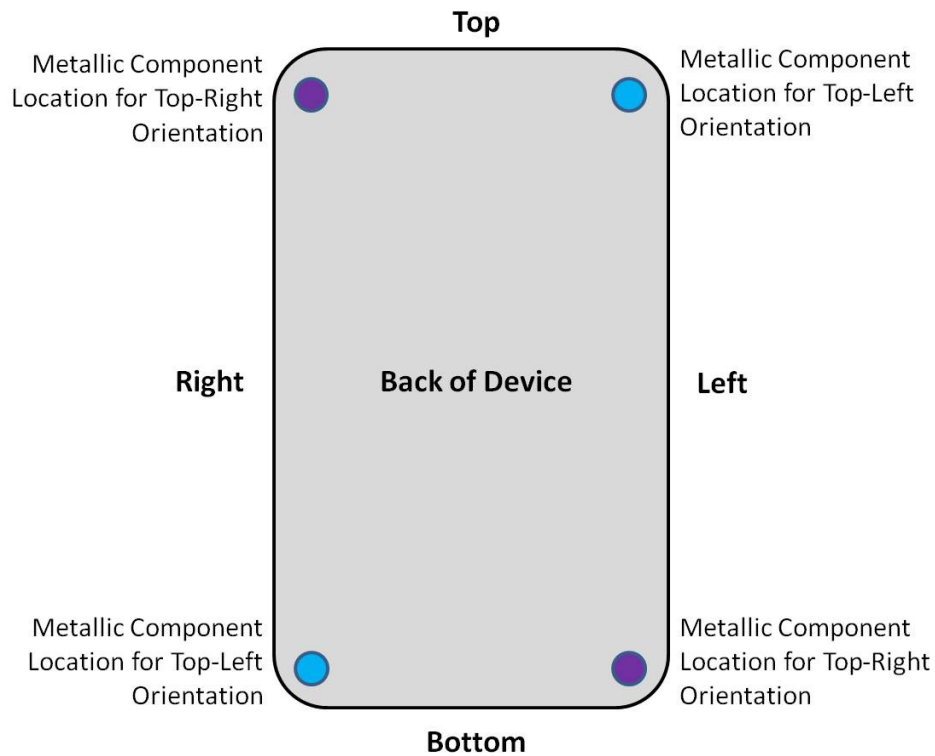 Top
Metallic Component
Location for Top-Right
Orientation
Metallic Component
Location for Top-Left
Orientation
Right
Back of Device
Left
Metallic Component
Location for Top-Left
Orientation
Metallic Component
Location for Top-Right
Orientation
Bottom